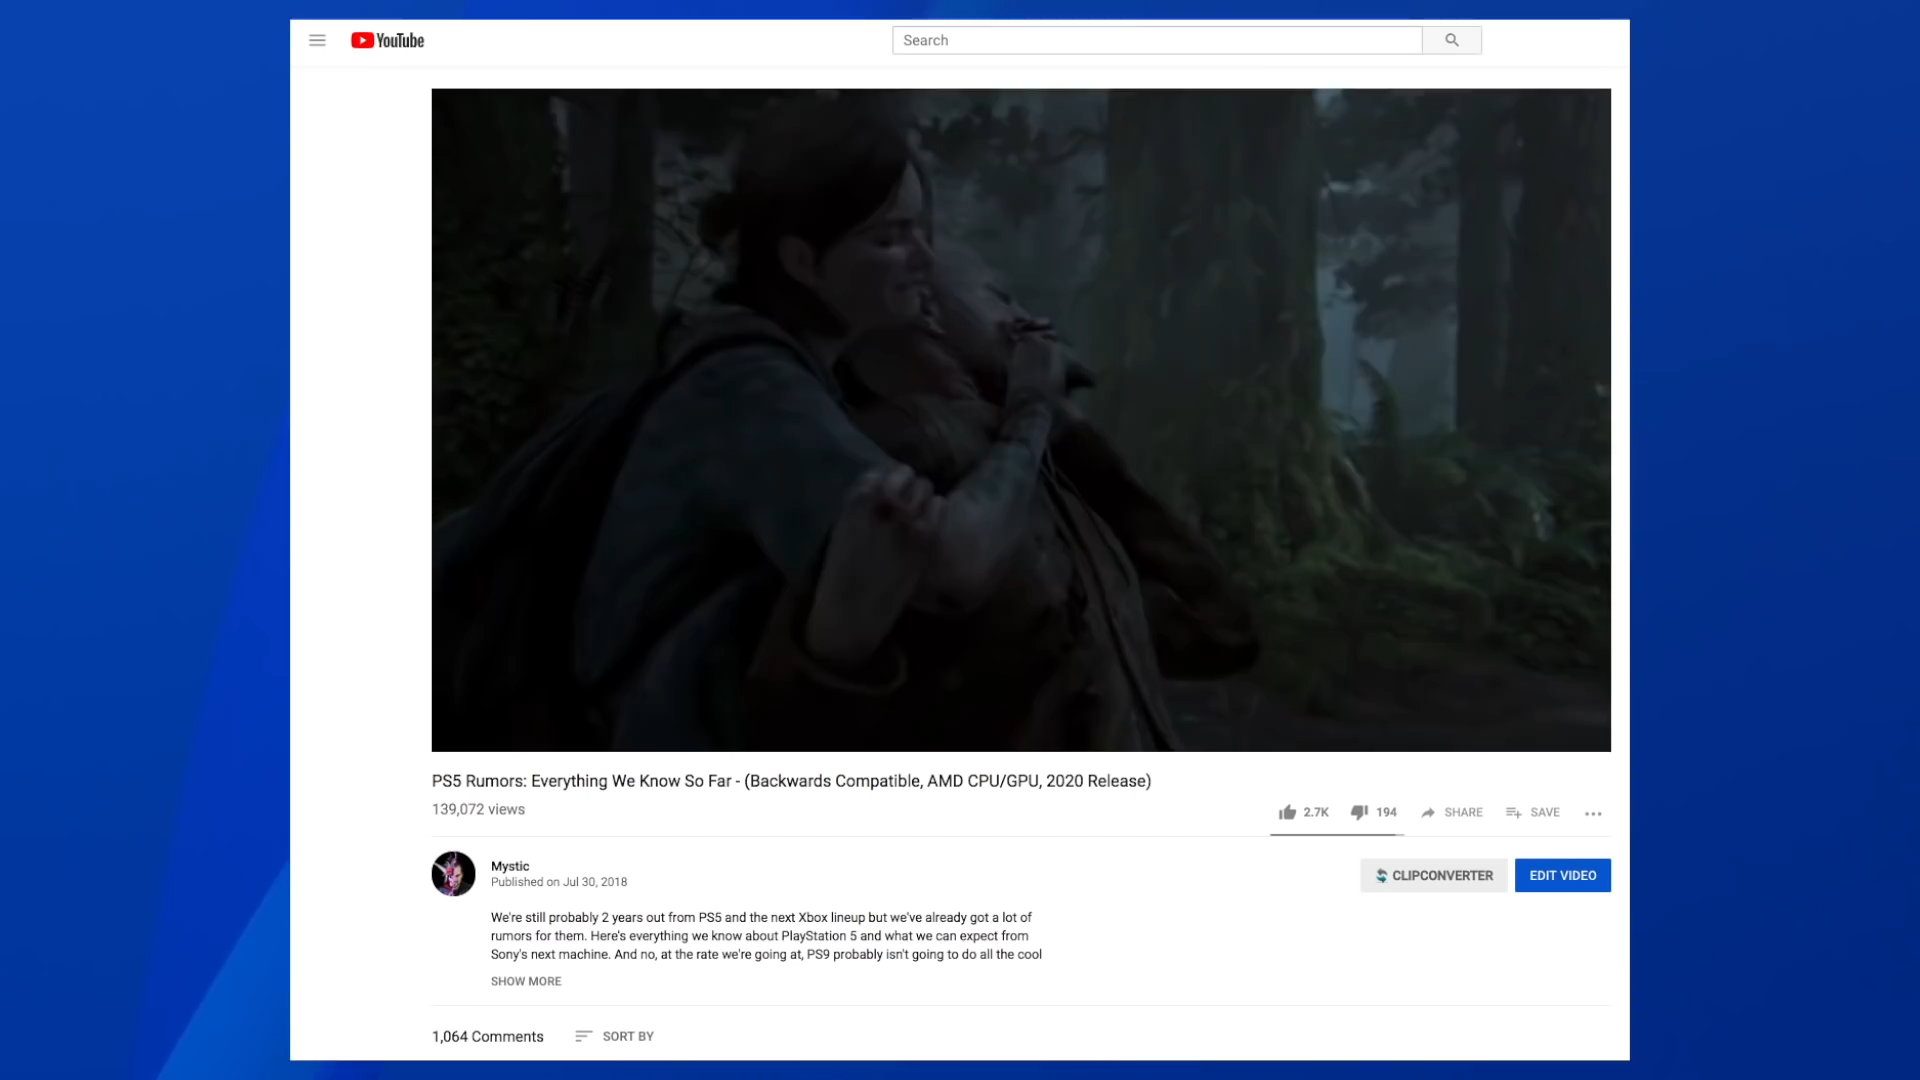 YouTube
Search
PS5 Rumors: Everything We Know So Far - (Backwards Compatible, AMD CPU/GPU, 2020 Release)
139,072 views
2.7K 194 SHARE SAVE
Mystic
Published on Jul 30, 2018
CLIPCONVERTER EDIT VIDEO
We're still probably 2 years out from PS5 and the next Xbox lineup but we've already got a lot of
rumors for them. Here's everything we know about PlayStation 5 and what we can expect from
Sony's next machine. And no, at the rate we're going at, PS9 probably isn't going to do all the cool
SHOW MORE
1,064 Comments SORT BY